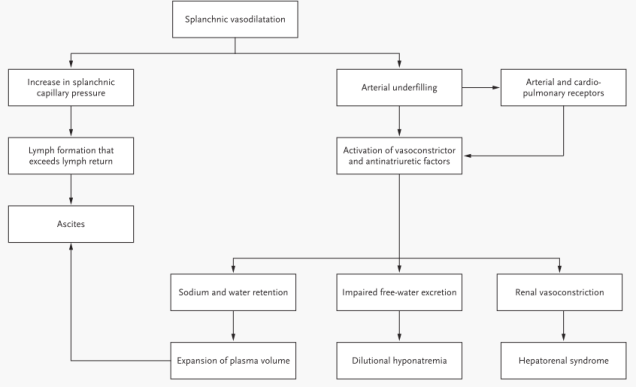 Splanchnic vasodilatation
Increase in splanchnic
capillary pressure
Arterial underfilling
Arterial and cardio-
pulmonary receptors
Lymph formation that
exceeds lymph return
Activation of vasoconstrictor
and antinatriuretic factors
Ascites
Sodium and water retention
Impaired free-water excretion
Renal vasoconstriction
Expansion of plasma volume
Dilutional hyponatremia
Hepatorenal syndrome